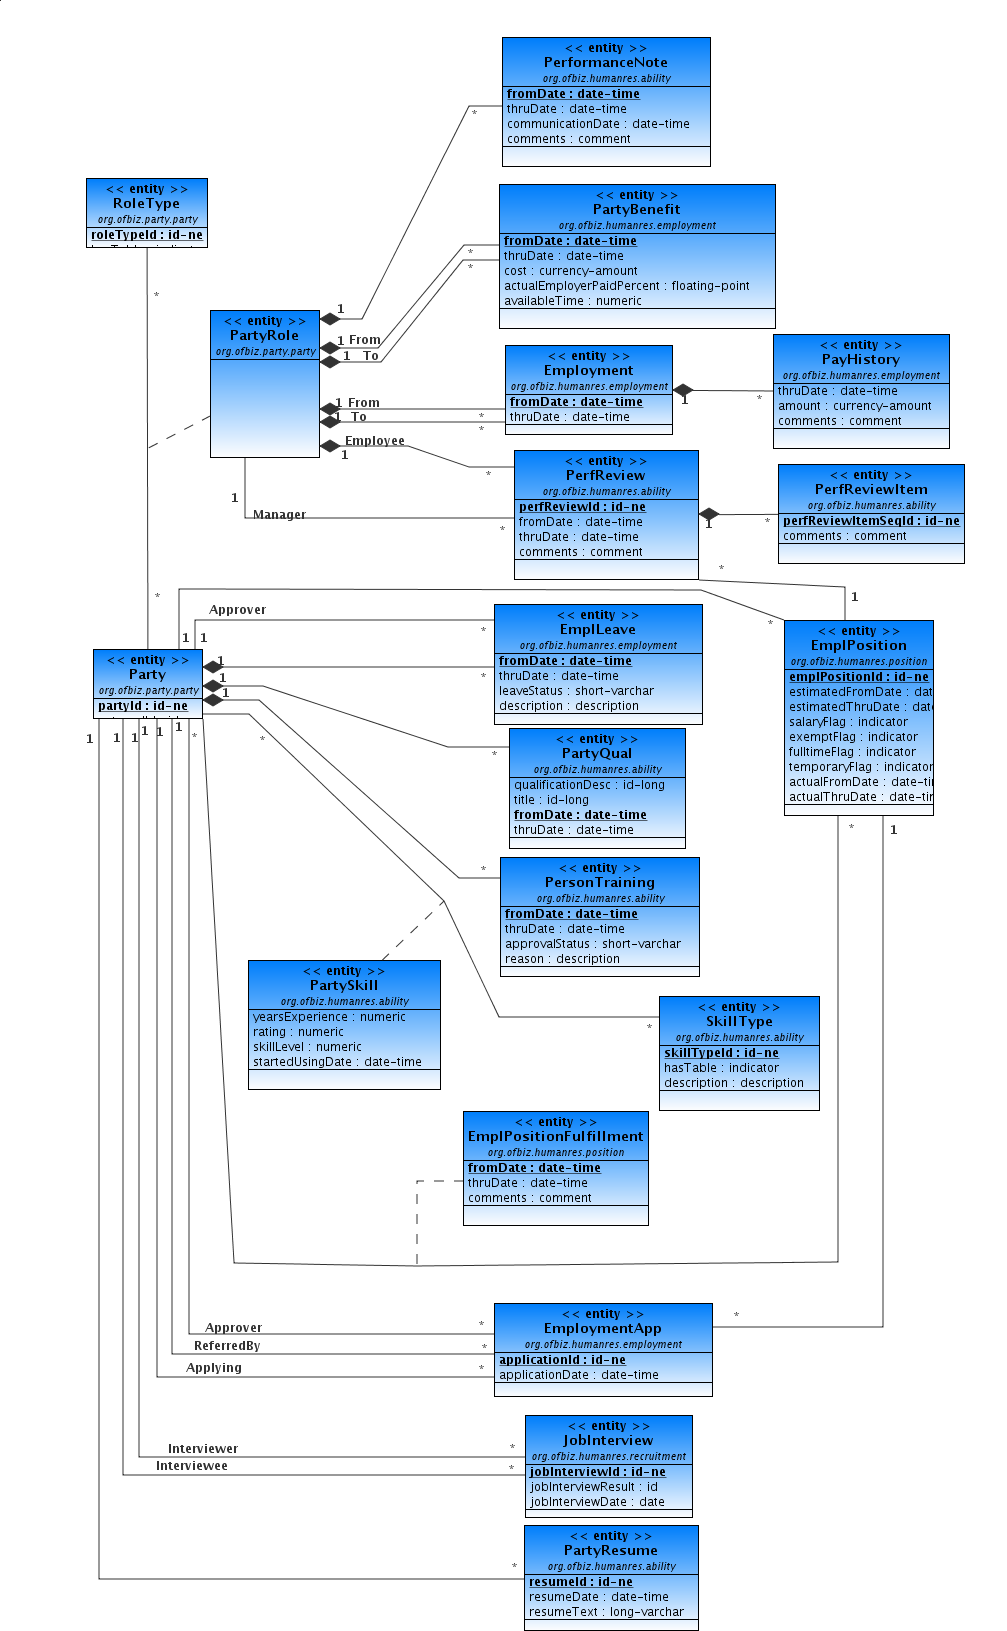 << entity >>
PerformanceNote
org.ofbiz.humanres.ability
fromDate : date-time
thruDate : date-time
communicationDate : date-time
comments : comment
*
<< entity >>
RoleType
org.ofbiz.party.party
roleTypeId : id-ne
*
<< entity >>
PartyBenefit
org.ofbiz.humanres.employment
fromDate : date-time
thruDate : date-time
cost : currency-amount
actualEmployerPaidPercent : floating-point
availableTime : numeric
*
*
<< entity >>
PartyRole
org.ofbiz.party.party
1
1 From
1 To
1 From
1 To
Employee
1
1
Manager
<< entity >>
Employment
org.ofbiz.humanres.employment
fromDate : date-time
thruDate : date-time
*
*
1
*
<< entity >>
PayHistory
org.ofbiz.humanres.employment
thruDate : date-time
amount : currency-amount
comments : comment
<< entity >>
PerfReview
org.ofbiz.humanres.ability
perfReviewId : id-ne
fromDate : date-time
thruDate : date-time
comments : comment
*
*
1
*
<< entity >>
PerfReviewItem
org.ofbiz.humanres.ability
perfReviewItemSeqId : id-ne
comments : comment
*
1
*
Approver
1
1
*
<< entity >>
EmplLeave
org.ofbiz.humanres.employment
fromDate : date-time
thruDate : date-time
leaveStatus : short-varchar
description : description
*
*
<< entity >>
EmplPosition
org.ofbiz.humanres.position
emplPositionId : id-ne
estimatedFromDate : dat
estimatedThruDate : dat
salaryFlag : indicator
exemptFlag : indicator
fulltimeFlag : indicator
temporaryFlag : indicator
actualFromDate : date-ti
actualThruDate : date-tin
*
1
<< entity >>
Party
org.ofbiz.party.party
partyId : id-ne
1
1
1
1
1
1
1
1
1
*
*
<< entity >>
PartyQual
org.ofbiz.humanres.ability
qualificationDesc : id-long
title : id-long
fromDate : date-time
thruDate : date-time
*
<< entity >>
PersonTraining
org.ofbiz.humanres.ability
fromDate : date-time
thruDate : date-time
approvalStatus : short-varchar
reason : description
*
<< entity >>
PartySkill
org.ofbiz.humanres.ability
yearsExperience : numeric
rating : numeric
skillLevel : numeric
startedUsingDate : date-time
<< entity >>
SkillType
org.ofbiz.humanres.ability
skillTypeId : id-ne
hasTable : indicator
description : description
*
<< entity >>
EmplPositionFulfillment
org.ofbiz.humanres.position
fromDate : date-time
thruDate : date-time
comments : comment
Approver
ReferredBy
Applying
*
*
*
<< entity >>
EmploymentApp
org.ofbiz.humanres.employment
applicationId : id-ne
applicationDate : date-time
*
Interviewer
Interviewee
*
*
<< entity >>
JobInterview
org.ofbiz.humanres.recruitment
jobInterviewId : id-ne
jobInterviewResult : id
jobInterviewDate : date
*
<< entity >>
PartyResume
org.ofbiz.humanres.ability
resumeId : id-ne
resumeDate : date-time
resumeText : long-varchar